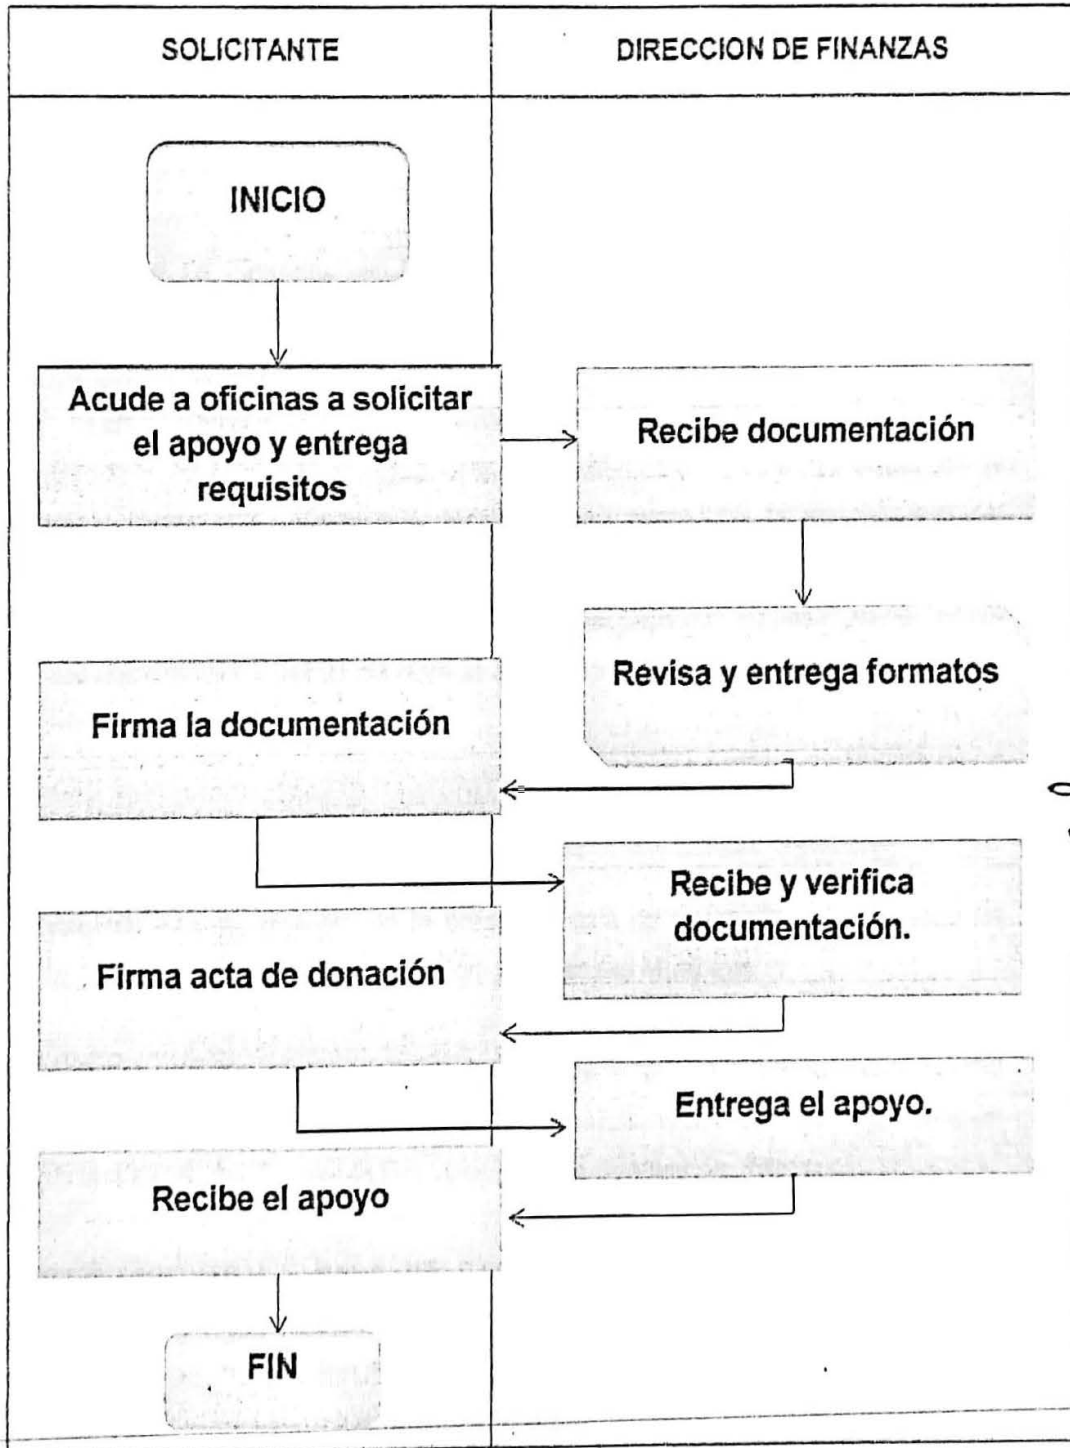 SOLICITANTE
DIRECCION DE FINANZAS
INICIO
Acude a oficinas a solicitar
el apoyo y entrega
requisitos
Recibe documentación
Revisa y entrega formatos
Firma la documentación
Recibe y verifica
documentación.
Firma acta de donación
Entrega el apoyo.
Recibe el apoyo
FIN